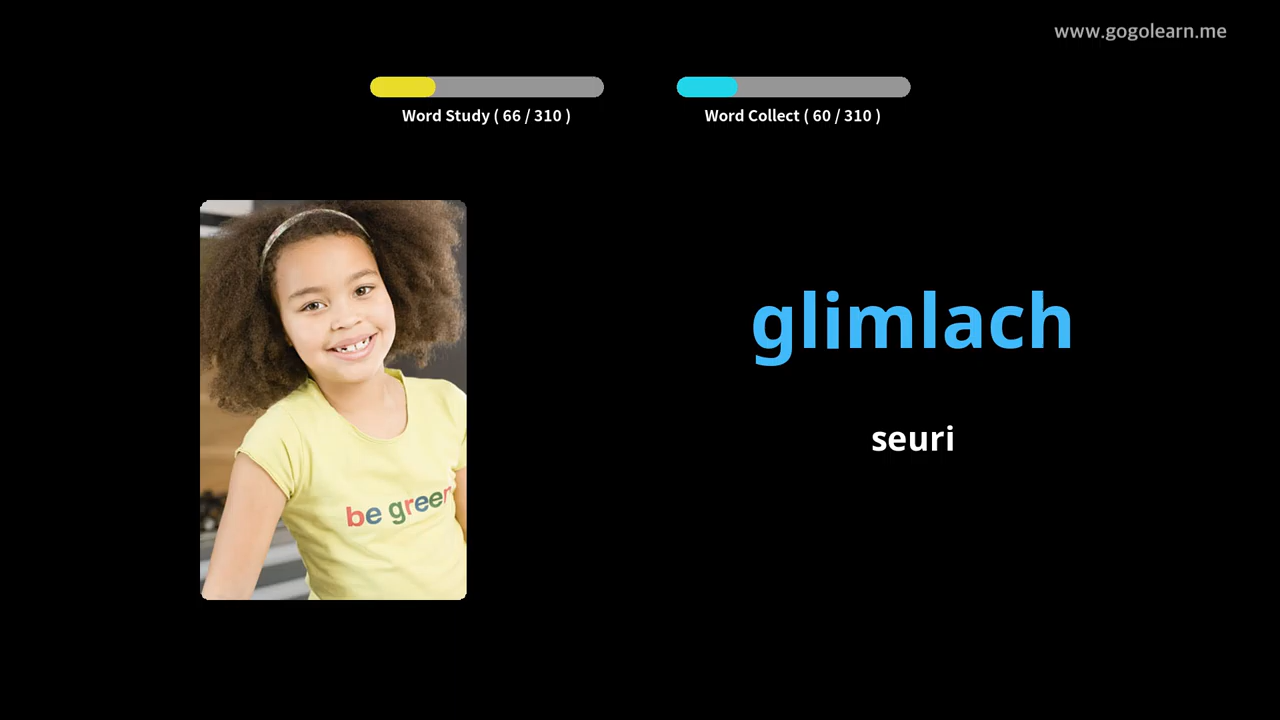 www.gogolearn.me
Word Study ( 66 / 310 )
Word Collect ( 60 / 310 )
glimlach
seuri
be green